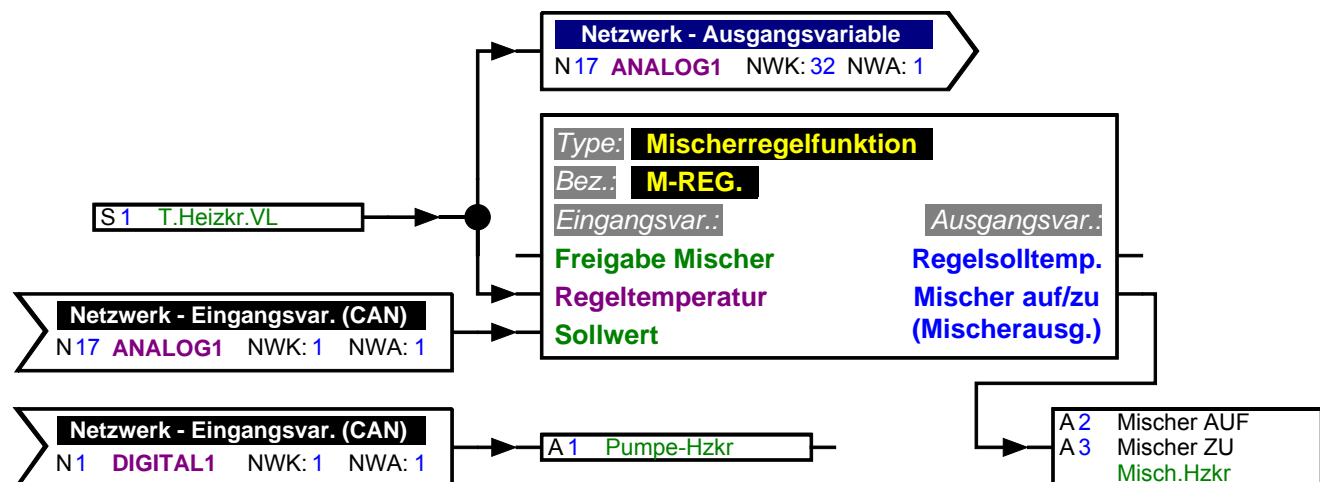 Netzwerk - Ausgangsvariable
N 17 ANALOG1 NWK: 32 NWA: 1
Type: Mischerregelfunktion
Bez.: M-REG.
S 1 T.Heizkr.VL
Eingangsvar.: Ausgangsvar.:
Freigabe Mischer Regelsolltemp.
Regeltemperatur Mischer auf/zu
Sollwert (Mischerausg.)
Netzwerk - Eingangsvar. (CAN)
N 17 ANALOG1 NWK: 1 NWA: 1
Netzwerk - Eingangsvar. (CAN)
N 1 DIGITAL1 NWK: 1 NWA: 1
A 1 Pumpe-Hzkr
A 2 Mischer AUF
A 3 Mischer ZU
Misch.Hzkr